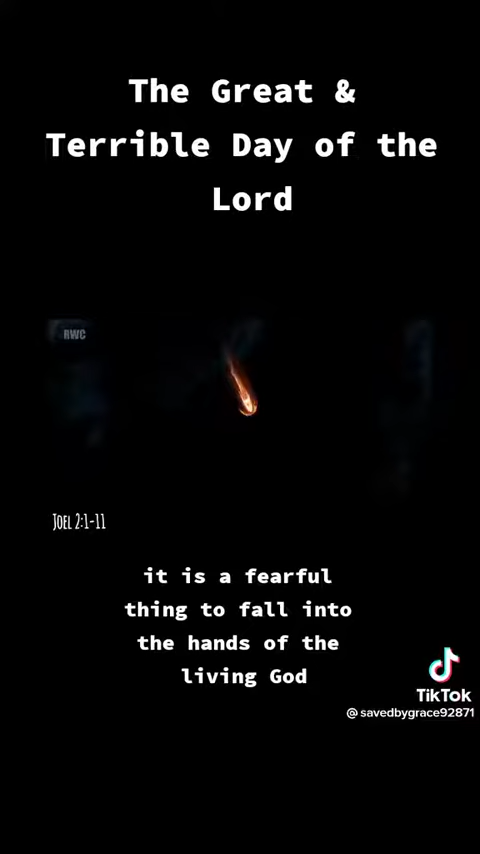 The Great &
Terrible Day of the
Lord
RWC
JOEL 2:1-11
it is a fearful
thing to fall into
the hands of the
living God
TikTok
@savedbygrace92871